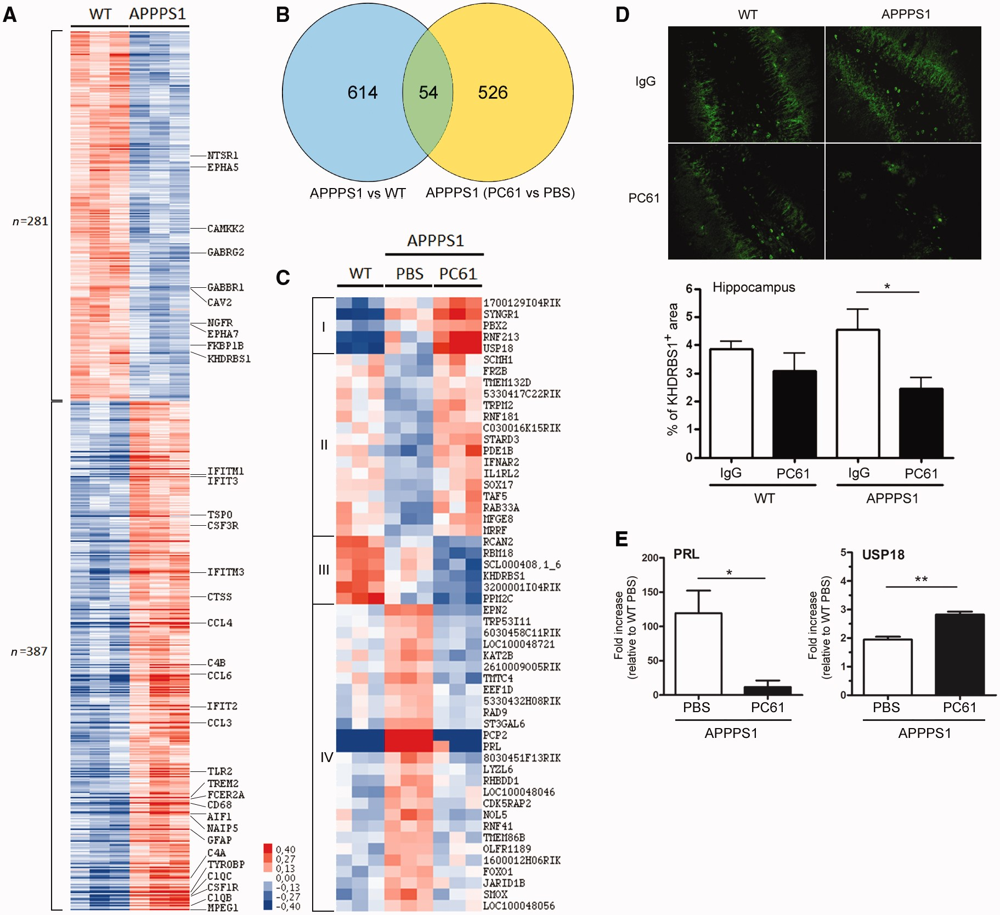 A
WT APPPS1
n=281
NTSR1
EPHA5
CAMKK2
GABRG2
GABBR1
CAV2
NGFR
EPHA7
FKBP1B
KHDRBS1
n=387
IFITM1
IFIT3
TSPO
CSF3R
IFITM3
CTSS
CCL4
C4B
CCL6
IFIT2
CCL3
TLR2
TREM2
FCER2A
CD68
AIF1
NAIP5
GFAP
C4A
TYROBP
C1QC
CSF1R
C1QB
MPEG1
0,40
0,27
0,13
0,00
-0,13
-0,27
-0,40
B
614 54 526
APPPS1 vs WT APPPS1 (PC61 vs PBS)
C
APPPS1
WT PBS PC61
I
II
III
IV
1700129I04RIK
SYNGR1
PBX2
RNF213
USP18
SCMH1
FRZB
TMEM132D
5330417C22RIK
TRPM2
RNF181
C030016K15RIK
STARD3
PDE1B
IFNAR2
IL1RL2
SOX17
TAF5
RAB33A
MFGE8
MRRF
RCAN2
RBM18
SCL000408,1_6
KHDRBS1
3200001I04RIK
PPM2C
EPN2
TRP53I11
6030458C11RIK
LOC100048721
KAT2B
2610009O05RIK
TMTC4
EEF1D
5330432H08RIK
RAD9
ST3GAL6
PCP2
PRL
8030451F13RIK
LYZL6
RHBDD1
LOC100048046
CDK5RAP2
NOL5
RNF41
TMEM86B
OLFR1189
1600012H06RIK
FOXO1
JARID1B
SMOX
LOC100048056
D
WT APPPS1
IgG
PC61
Hippocampus
*
% of KHDRBS1+ area
6
5
4
3
2
1
0
IgG PC61 IgG PC61
WT APPPS1
E
PRL
*
Fold increase
(relative to WT PBS)
200
150
100
50
0
PBS PC61
APPPS1
USP18
**
Fold increase
(relative to WT PBS)
5
4
3
2
1
0
PBS PC61
APPPS1